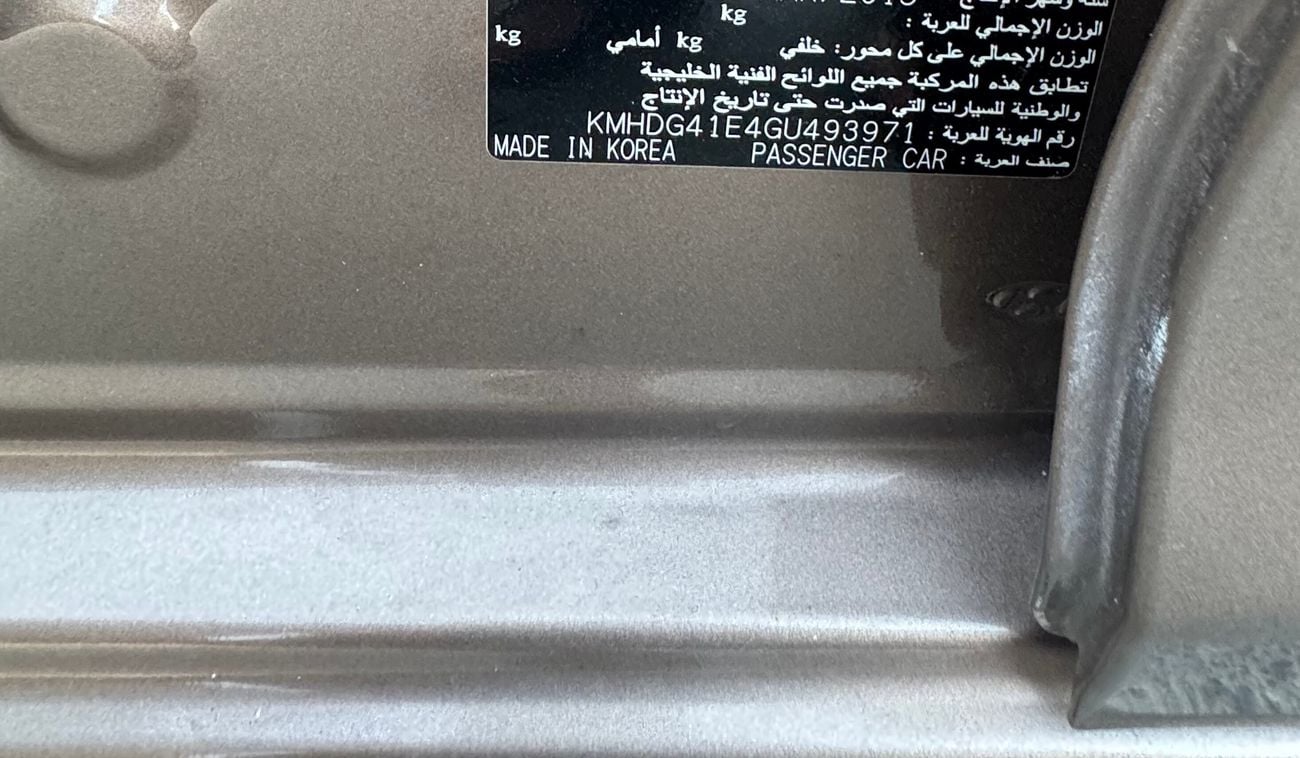 kg الوزن الإجمالي للعربة :
الوزن الإجمالي على كل محور: خلفي kg أمامي kg
تطابق هذه المركبة جميع اللوائح الفنية الخليجية
والوطنية للسيارات التي صدرت حتى تاريخ الإنتاج .
رقم الهوية للعربة : KMHDG41E4GU493971
صنف العربة : PASSENGER CAR MADE IN KOREA